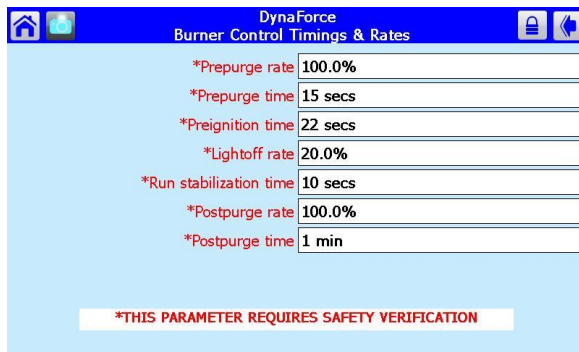 DynaForce
Burner Control Timings & Rates
*Prepurge rate 100.0%
*Prepurge time 15 secs
*Preignition time 22 secs
*Lightoff rate 20.0%
*Run stabilization time 10 secs
*Postpurge rate 100.0%
*Postpurge time 1 min
*THIS PARAMETER REQUIRES SAFETY VERIFICATION